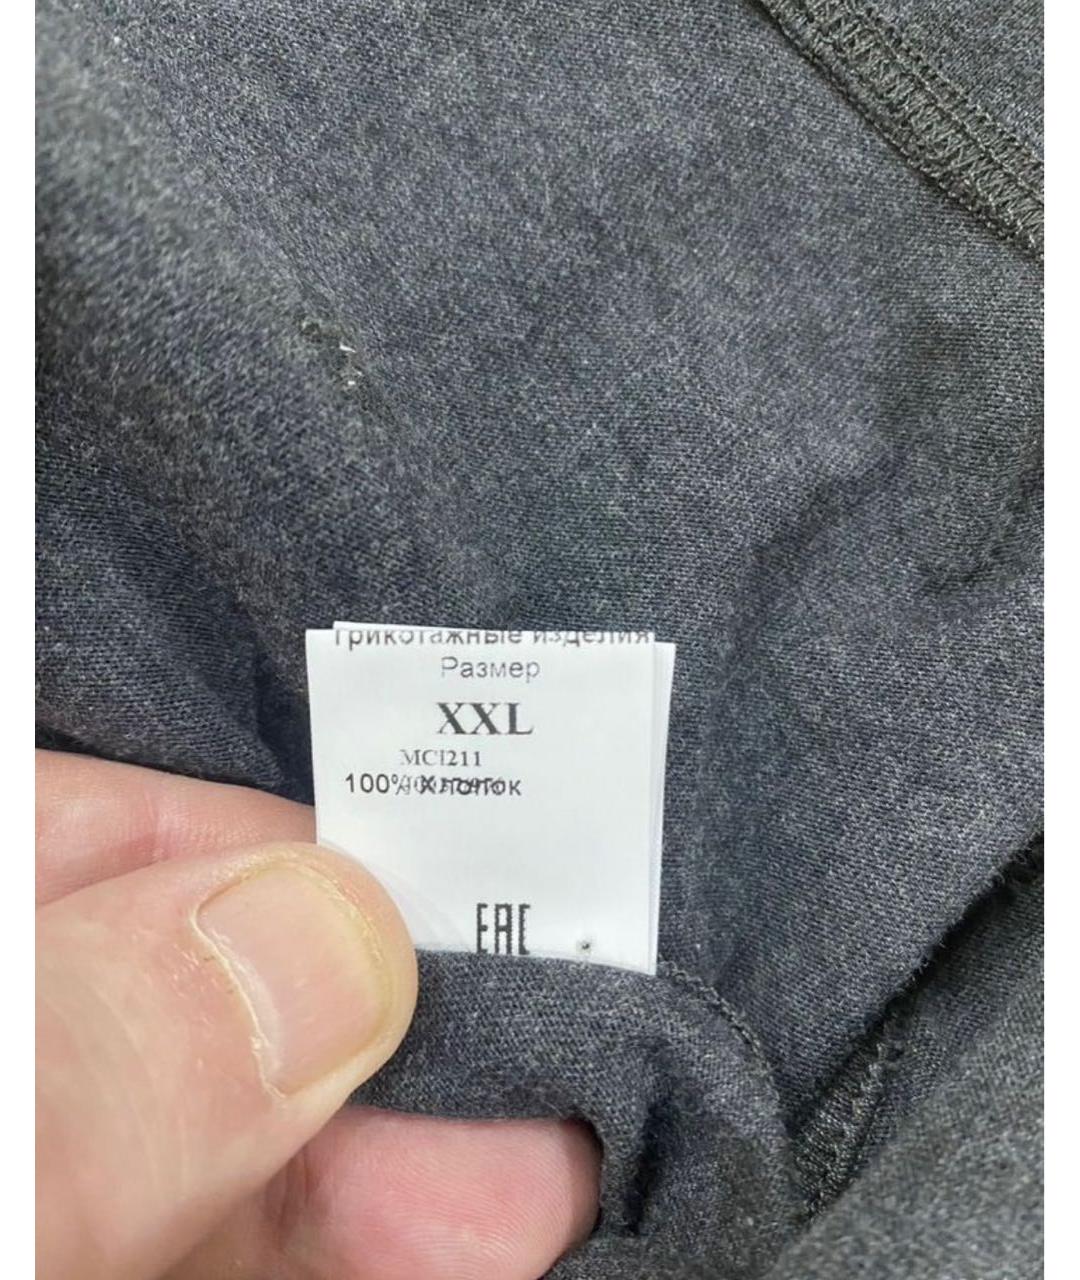 Трикотажные изделия
Размер
XXL
MCI211
100% Хлопок
EAC